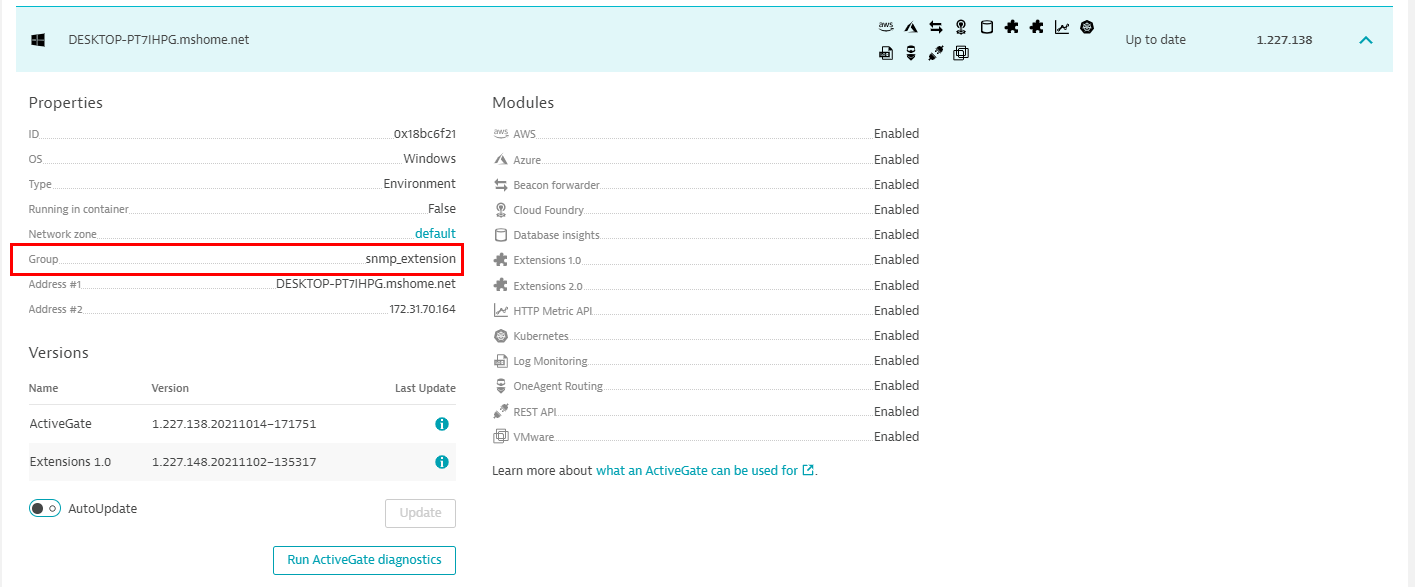 DESKTOP-PT7IHPG.mshome.net
aws
Up to date
1.227.138
Properties
ID 0x18bc6f21
OS Windows
Type Environment
Running in container False
Network zone default
Group snmp_extension
Address #1 DESKTOP-PT7IHPG.mshome.net
Address #2 172.31.70.164
Versions
Name Version Last Update
ActiveGate 1.227.138.20211014-171751
Extensions 1.0 1.227.148.20211102-135317
AutoUpdate
Update
Run ActiveGate diagnostics
Modules
aws AWS Enabled
Azure Enabled
Beacon forwarder Enabled
Cloud Foundry Enabled
Database insights Enabled
Extensions 1.0 Enabled
Extensions 2.0 Enabled
HTTP Metric API Enabled
Kubernetes Enabled
Log Monitoring Enabled
OneAgent Routing Enabled
REST API Enabled
VMware Enabled
Learn more about what an ActiveGate can be used for.